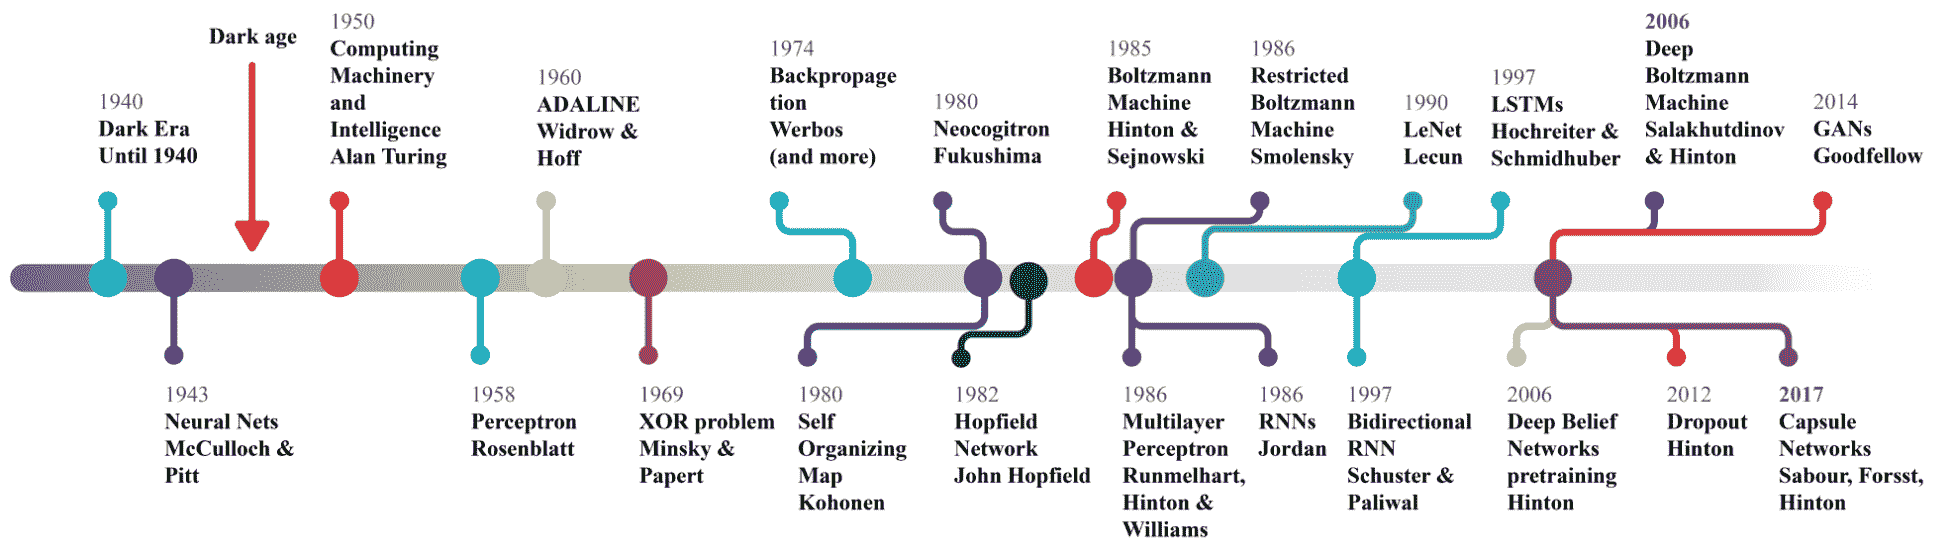 Dark age
1940
Dark Era
Until 1940
1950
Computing
Machinery
and
Intelligence
Alan Turing
1960
ADALINE
Widrow &
Hoff
1974
Backpropage
tion
Werbos
(and more)
1980
Neocogitron
Fukushima
1985
Boltzmann
Machine
Hinton &
Sejnowski
1986
Restricted
Boltzmann
Machine
Smolensky
1990
LeNet
Lecun
1997
LSTMs
Hochreiter &
Schmidhuber
2006
Deep
Boltzmann
Machine
Salakhutdinov
& Hinton
2014
GANs
Goodfellow
1943
Neural Nets
McCulloch &
Pitt
1958
Perceptron
Rosenblatt
1969
XOR problem
Minsky &
Papert
1980
Self
Organizing
Map
Kohonen
1982
Hopfield
Network
John Hopfield
1986
Multilayer
Perceptron
Runmelhart,
Hinton &
Williams
1986
RNNs
Jordan
1997
Bidirectional
RNN
Schuster &
Paliwal
2006
Deep Belief
Networks
pretraining
Hinton
2012
Dropout
Hinton
2017
Capsule
Networks
Sabour, Forsst,
Hinton